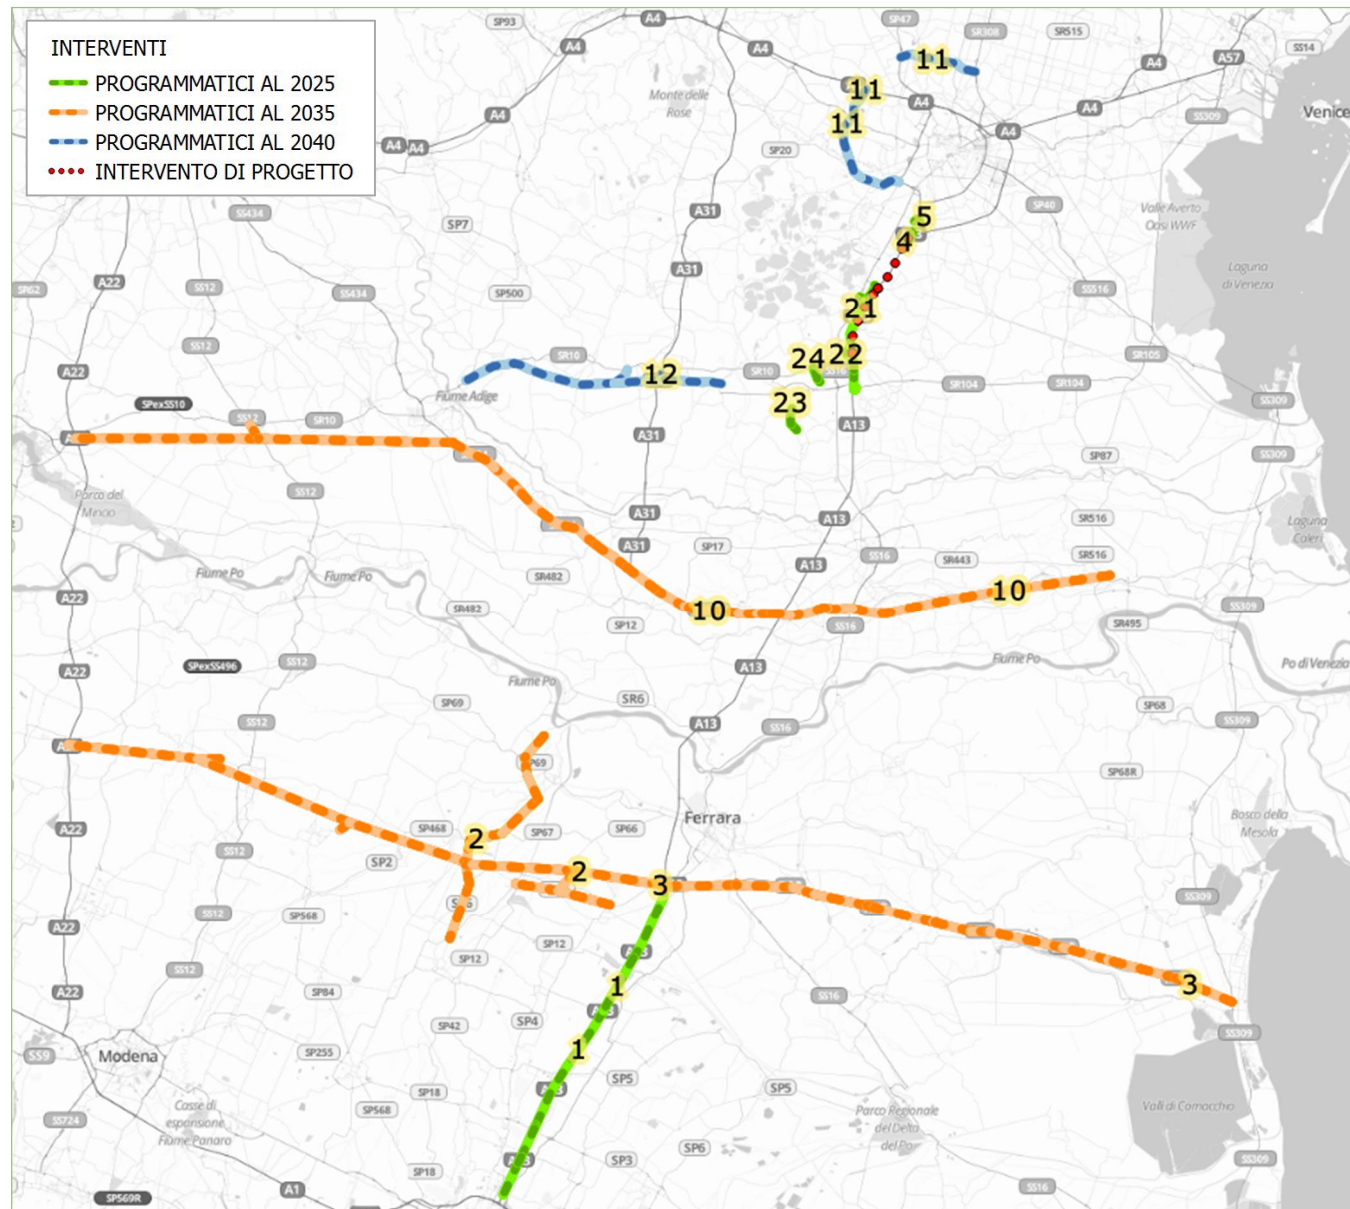 INTERVENTI
PROGRAMMATICI AL 2025
PROGRAMMATICI AL 2035
PROGRAMMATICI AL 2040
INTERVENTO DI PROGETTO
SP93
A4
SP47
SR308
SR515
A4
A4
A57
SS14
A4
Monte delle
Rose
A4
11
11
A4
A4
SS309
Venice
A4
A4
11
A4
SP20
SS434
SP7
A31
5
SP40
Valle Averto
Oasi WWF
4
A22
A31
Laguna
di Venezia
SR62
SS12
SS434
SP500
SS516
21
SS12
SR10
24
22
SR105
A22
12
SR10
SS16
SR104
SR104
Fiume Adige
23
SS309
SPexSS10
SS12
SR10
A13
A31
SP87
SS309
Parco del
Mincio
SS12
A31
A13
SR516
Laguna
Caleri
A31
SP17
SS16
SR443
SR516
Fiume Po
Fiume Po
SR482
A13
A22
SR482
10
10
SS309
SP12
SS16
SR495
SPexSS496
SS12
A22
Fiume Po
A13
Fiume Po
Po di Venezia
SP69
SR6
SP68
SS12
A13
SS16
SS309
SP69
SP68R
A22
SP468
2
SP67
SP66
Ferrara
Bosco della
Mesola
SS12
SP2
2
3
SS309
SS12
SP568
A22
SP12
SP12
SS12
3
A22
SP84
1
SS16
SP42
SP4
SS309
SS9
Modena
SP255
1
SP18
SP5
SP5
SP568
Casse di
espansione
Fiume Panaro
SS724
Parco Regionale
del Delta
del Po
Valli di Comacchio
SP18
SP3
SP6
SS309
SP569R
A1
SS16